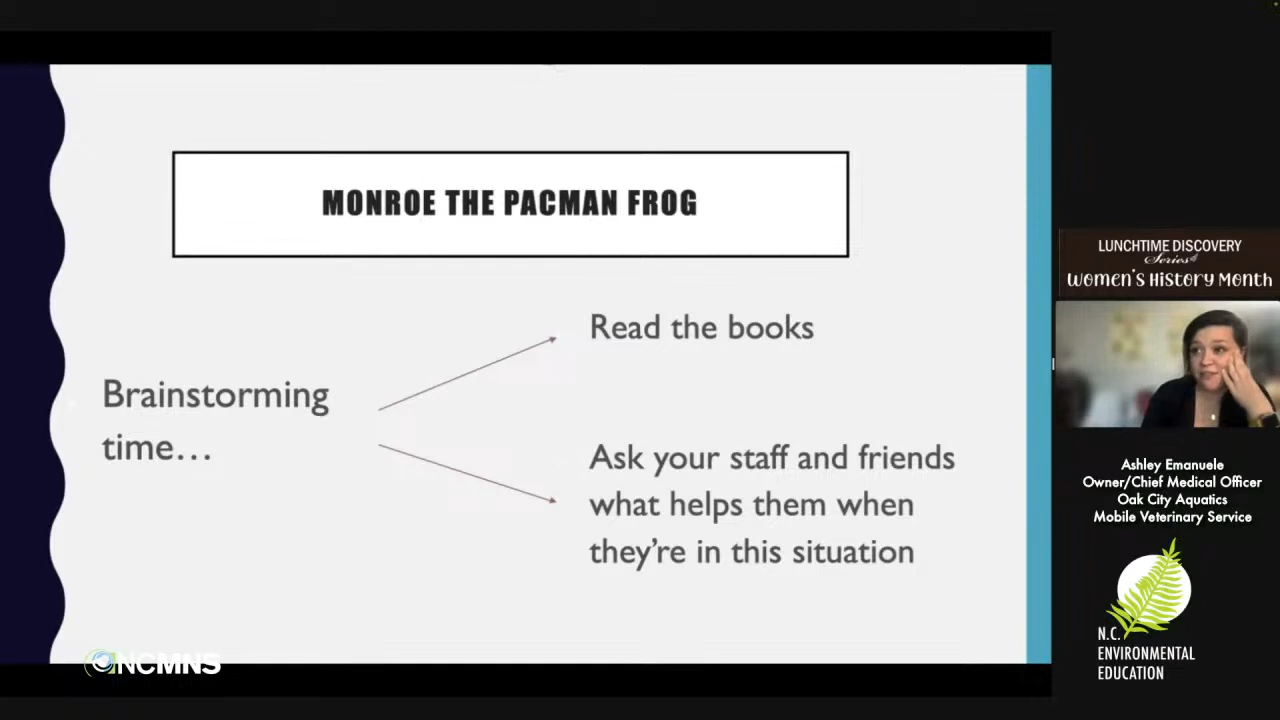 MONROE THE PACMAN FROG
Brainstorming
time…
Read the books
Ask your staff and friends
what helps them when
they're in this situation
NCMNS
LUNCHTIME DISCOVERY
Series
Women's History Month
Ashley Emanuele
Owner/Chief Medical Officer
Oak City Aquatics
Mobile Veterinary Service
N.C.
ENVIRONMENTAL
EDUCATION